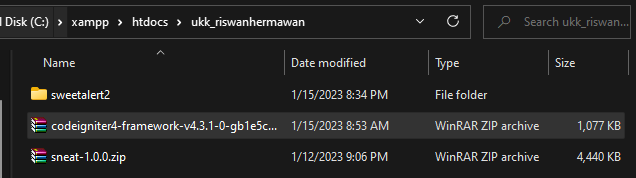 l Disk (C:) > xampp > htdocs > ukk_riswanhermawan
Search ukk_riswan...
Name Date modified Type Size
sweetalert2 1/15/2023 8:34 PM File folder
codeigniter4-framework-v4.3.1-0-gb1e5c... 1/15/2023 8:53 AM WinRAR ZIP archive 1,077 KB
sneat-1.0.0.zip 1/12/2023 9:06 PM WinRAR ZIP archive 4,440 KB